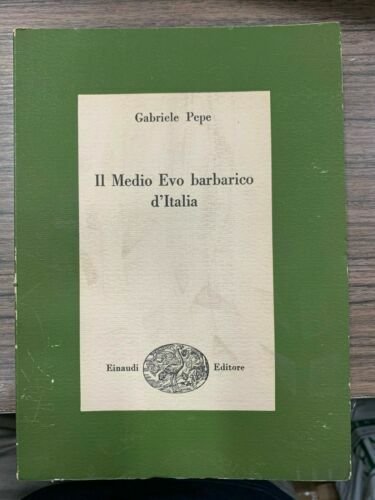 Gabriele Pepe
Il Medio Evo barbarico
d'Italia
Einaudi Editore